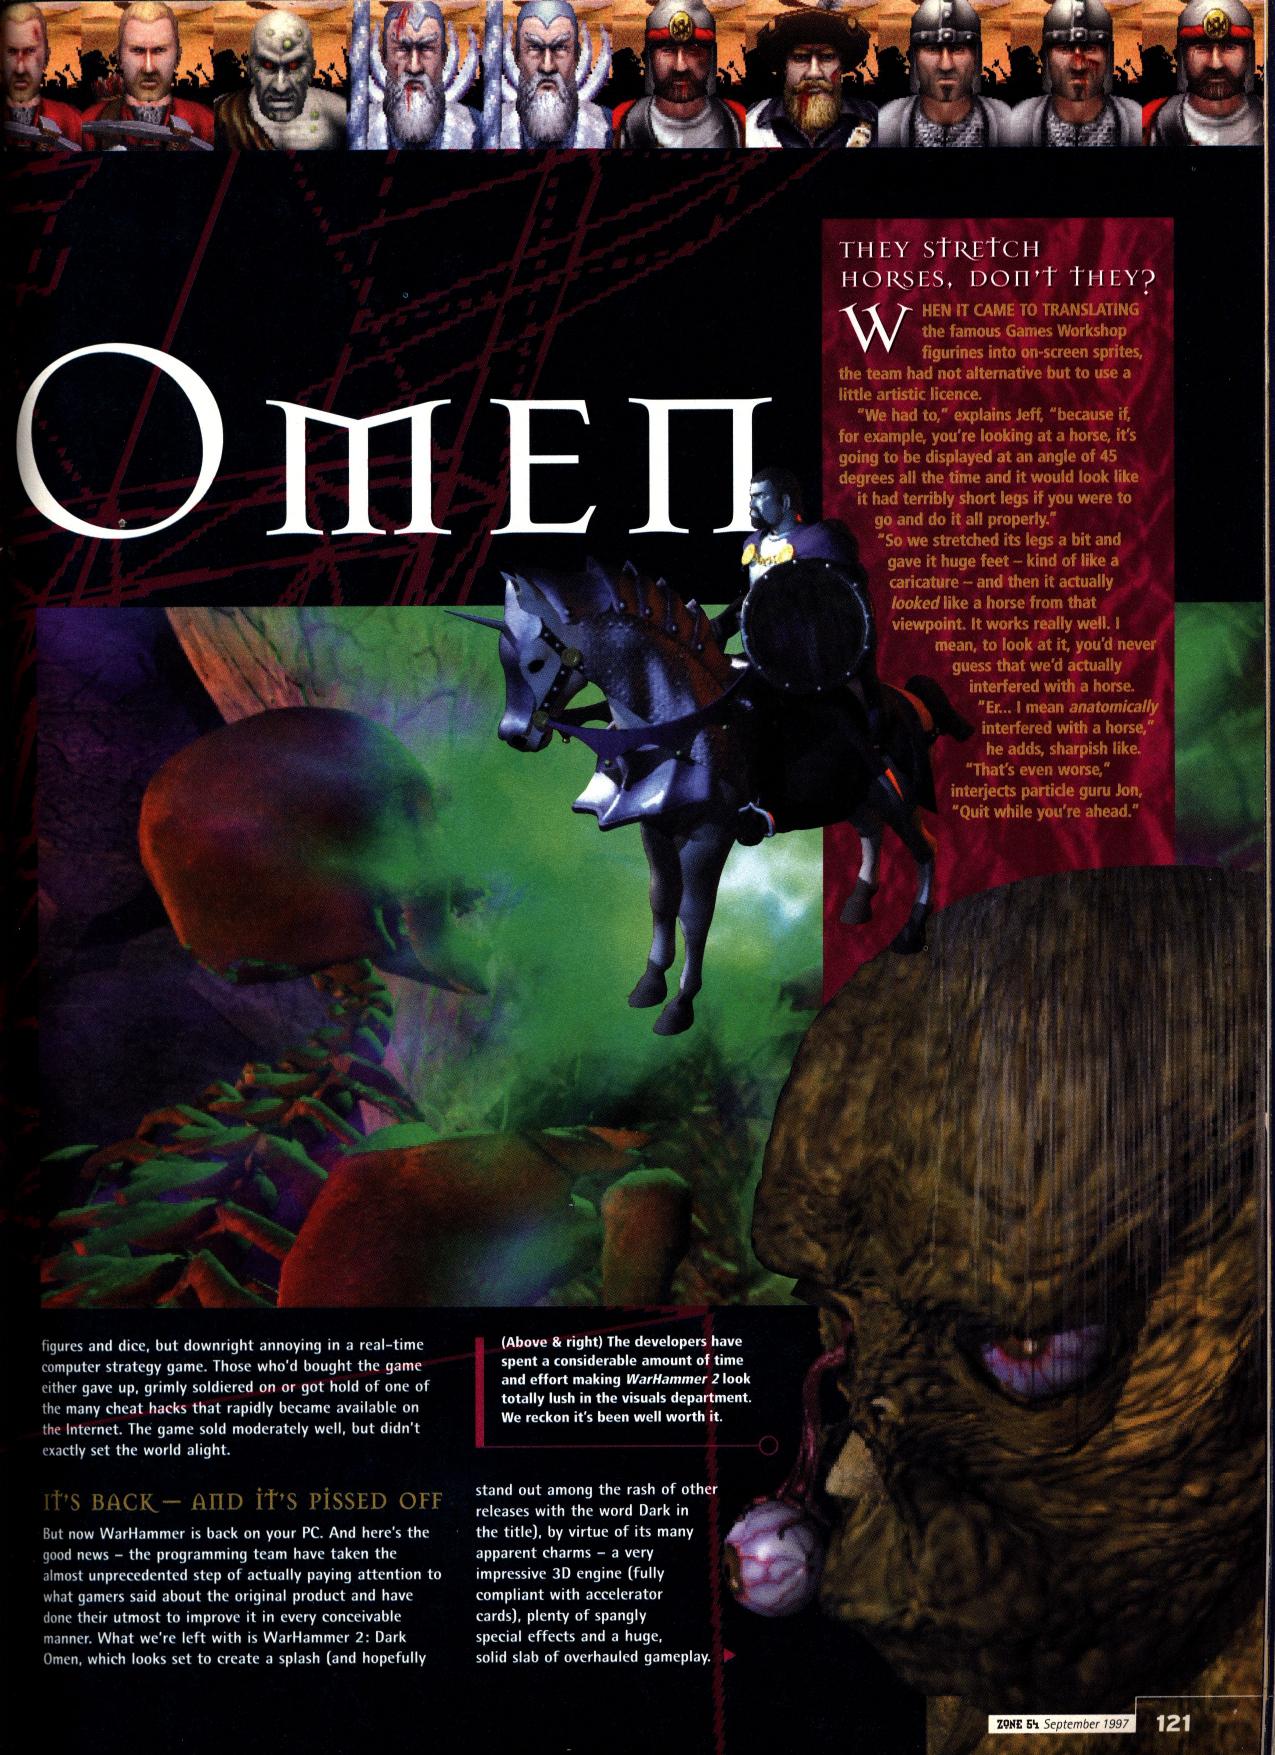 Omen
THEY STRETCH
HORSES, DON'T THEY?
WHEN IT CAME TO TRANSLATING
the famous Games Workshop
figurines into on-screen sprites,
the team had not alternative but to use a
little artistic licence.
"We had to," explains Jeff, "because if,
for example, you're looking at a horse, it's
going to be displayed at an angle of 45
degrees all the time and it would look like
it had terribly short legs if you were to
go and do it all properly."
"So we stretched its legs a bit and
gave it huge feet – kind of like a
caricature – and then it actually
looked like a horse from that
viewpoint. It works really well. I
mean, to look at it, you'd never
guess that we'd actually
interfered with a horse.
"Er... I mean anatomically
interfered with a horse,"
he adds, sharpish like.
"That's even worse,"
interjects particle guru Jon,
"Quit while you're ahead."
figures and dice, but downright annoying in a real-time
computer strategy game. Those who'd bought the game
either gave up, grimly soldiered on or got hold of one of
the many cheat hacks that rapidly became available on
the Internet. The game sold moderately well, but didn't
exactly set the world alight.
IT'S BACK – AND IT'S PISSED OFF
But now WarHammer is back on your PC. And here's the
good news – the programming team have taken the
almost unprecedented step of actually paying attention to
what gamers said about the original product and have
done their utmost to improve it in every conceivable
manner. What we're left with is WarHammer 2: Dark
Omen, which looks set to create a splash (and hopefully
(Above & right) The developers have
spent a considerable amount of time
and effort making WarHammer 2 look
totally lush in the visuals department.
We reckon it's been well worth it.
stand out among the rash of other
releases with the word Dark in
the title), by virtue of its many
apparent charms – a very
impressive 3D engine (fully
compliant with accelerator
cards), plenty of spangly
special effects and a huge,
solid slab of overhauled gameplay.
ZONE 54 September 1997 121